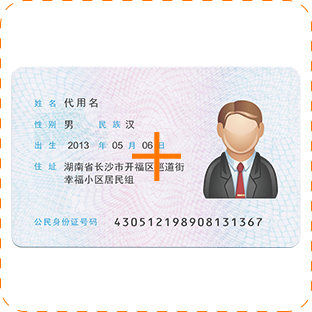 姓 名 代用名
性 别 男 民 族 汉
出 生 2013 年 05 月 06 日
住 址 湖南省长沙市开福区巡道街
幸福小区居民组
公民身份证号码 430512198908131367